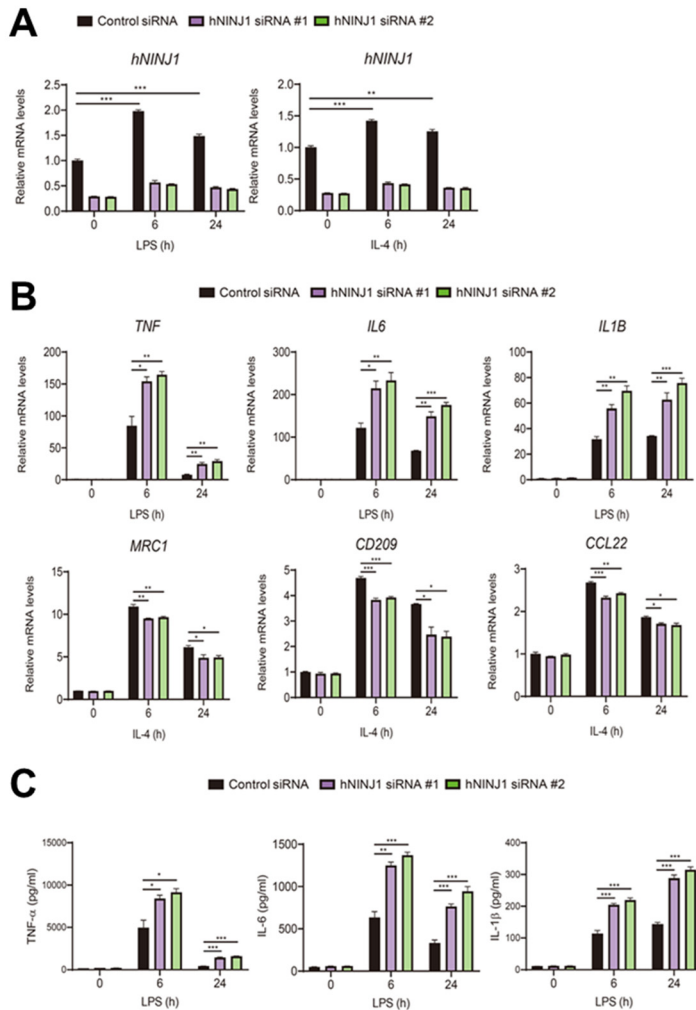 A
Control siRNA hNINJ1 siRNA #1 hNINJ1 siRNA #2
hNINJ1
Relative mRNA levels
2.5
2.0
1.5
1.0
0.5
0.0
***
***
0 6 24
LPS (h)
hNINJ1
Relative mRNA levels
2.0
1.5
1.0
0.5
0.0
**
***
0 6 24
IL-4 (h)
B
Control siRNA hNINJ1 siRNA #1 hNINJ1 siRNA #2
TNF
Relative mRNA levels
200
150
100
50
0
**
*
**
**
0 6 24
LPS (h)
IL6
Relative mRNA levels
300
200
100
0
**
*
***
**
0 6 24
LPS (h)
IL1B
Relative mRNA levels
100
80
60
40
20
0
**
**
***
**
0 6 24
LPS (h)
MRC1
Relative mRNA levels
15
10
5
0
**
**
*
*
0 6 24
IL-4 (h)
CD209
Relative mRNA levels
5
4
3
2
1
0
***
***
*
*
0 6 24
IL-4 (h)
CCL22
Relative mRNA levels
3
2
1
0
**
***
*
*
0 6 24
IL-4 (h)
C
Control siRNA hNINJ1 siRNA #1 hNINJ1 siRNA #2
TNF-α (pg/ml)
15000
10000
5000
0
*
*
***
***
0 6 24
LPS (h)
IL-6 (pg/ml)
1500
1000
500
0
***
**
***
***
0 6 24
LPS (h)
IL-1β (pg/ml)
400
300
200
100
0
***
***
***
***
0 6 24
LPS (h)